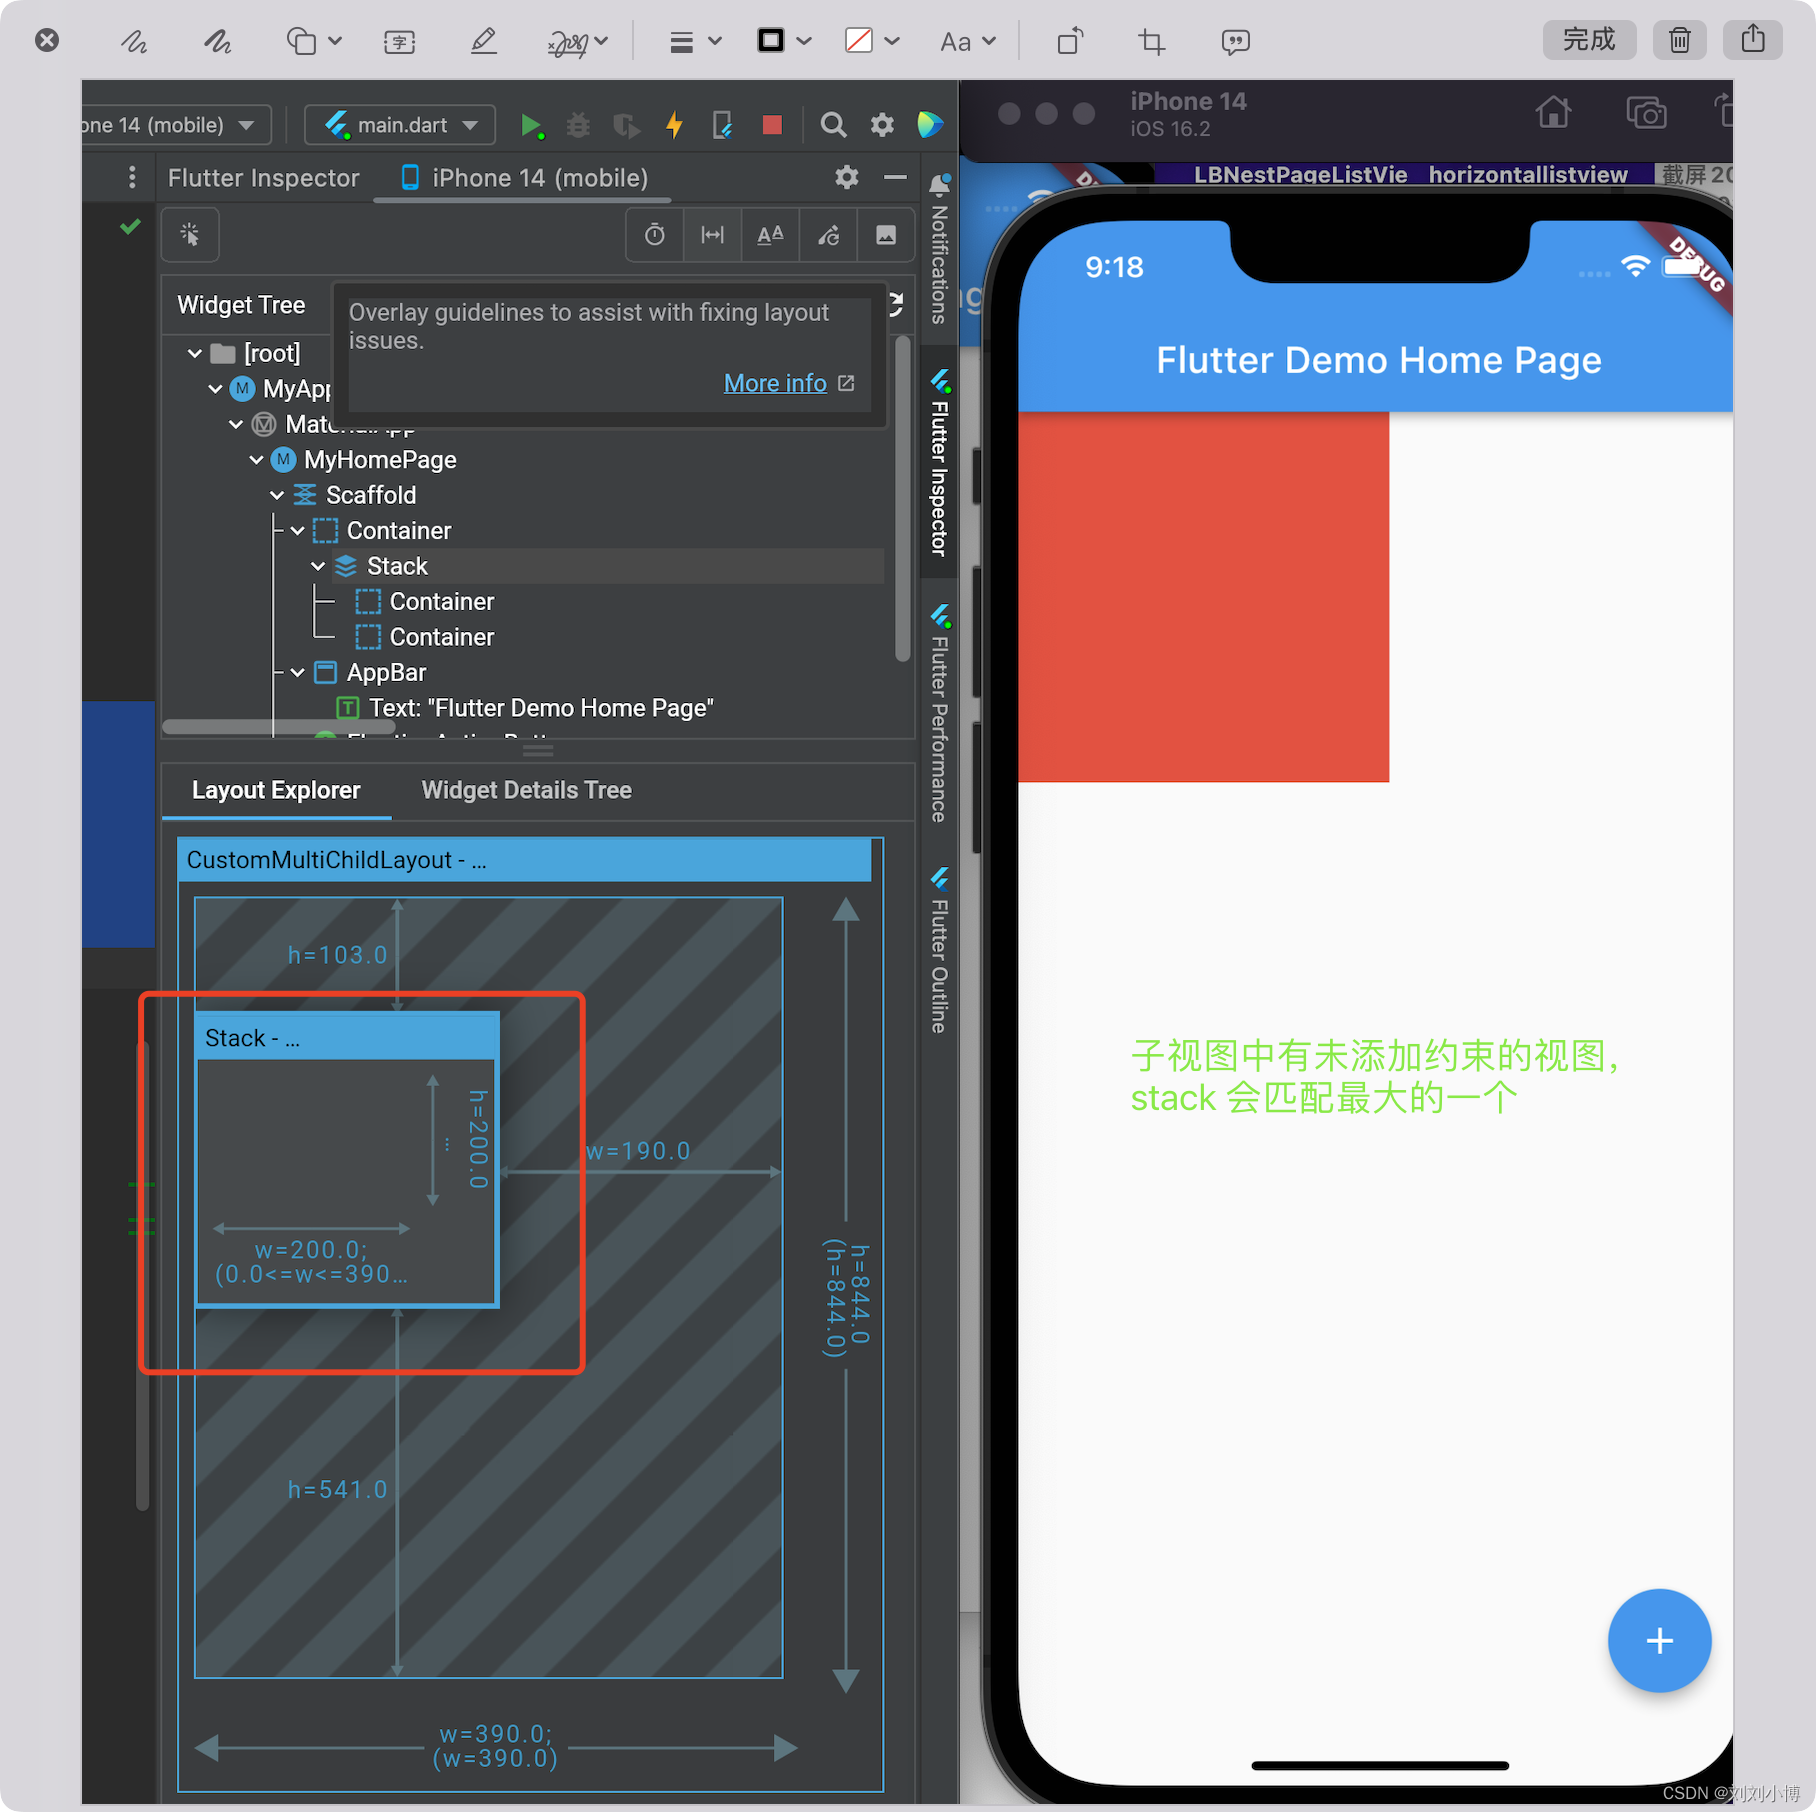 字
Aa
完成
one 14 (mobile)
main.dart
iPhone 14
iOS 16.2
Flutter Inspector
iPhone 14 (mobile)
LBNestPageListVie
horizontallistview
截屏 20
Notifications
9:18
DEBUG
Widget Tree
Overlay guidelines to assist with fixing layout
issues.
More info
[root]
MyApp
MaterialApp
MyHomePage
Scaffold
Container
Stack
Container
Container
AppBar
Text: "Flutter Demo Home Page"
Flutter Inspector
Flutter Performance
Flutter Outline
Flutter Demo Home Page
Layout Explorer
Widget Details Tree
CustomMultiChildLayout - ...
h=103.0
Stack - ...
h=200.0
...
w=200.0;
(0.0<=w<=390...
w=190.0
h=844.0
(h=844.0)
h=541.0
w=390.0;
(w=390.0)
子视图中有未添加约束的视图，
stack 会匹配最大的一个
CSDN @刘刘小博